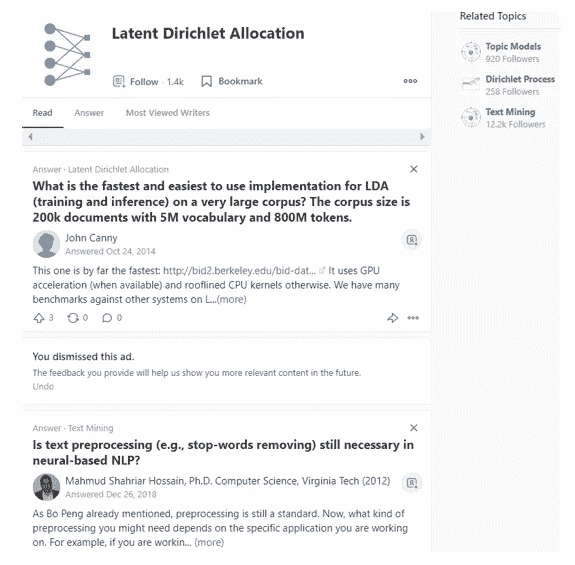 Latent Dirichlet Allocation
Follow · 1.4k
Bookmark
Read
Answer
Most Viewed Writers
Answer · Latent Dirichlet Allocation
What is the fastest and easiest to use implementation for LDA
(training and inference) on a very large corpus? The corpus size is
200k documents with 5M vocabulary and 800M tokens.
John Canny
Answered Oct 24, 2014
This one is by far the fastest: http://bid2.berkeley.edu/bid-dat... It uses GPU
acceleration (when available) and rooflined CPU kernels otherwise. We have many
benchmarks against other systems on L...(more)
3
0
0
You dismissed this ad.
The feedback you provide will help us show you more relevant content in the future.
Undo
Answer · Text Mining
Is text preprocessing (e.g., stop-words removing) still necessary in
neural-based NLP?
Mahmud Shahriar Hossain, Ph.D. Computer Science, Virginia Tech (2012)
Answered Dec 26, 2018
As Bo Peng already mentioned, preprocessing is still a standard. Now, what kind of
preprocessing you might need depends on the specific application you are working
on. For example, if you are workin... (more)
Related Topics
Topic Models
920 Followers
Dirichlet Process
258 Followers
Text Mining
12.2k Followers